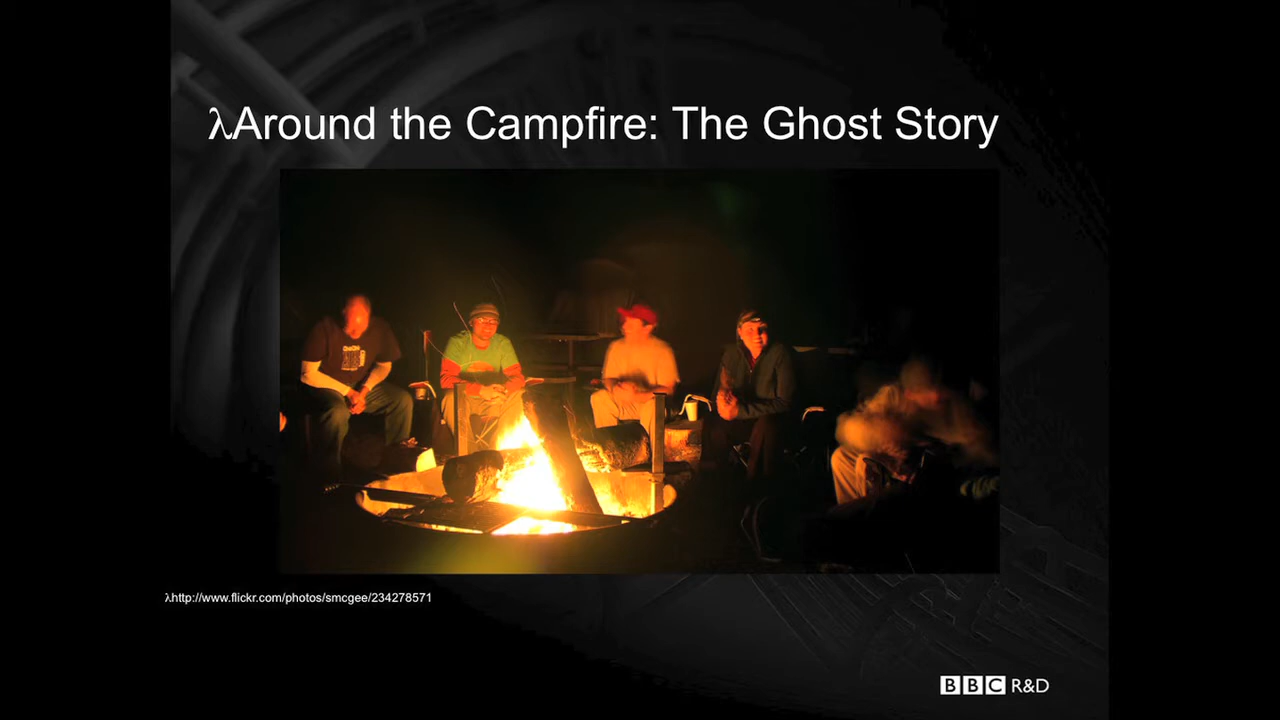 λAround the Campfire: The Ghost Story
λhttp://www.flickr.com/photos/smcgee/234278571
BBC R&D